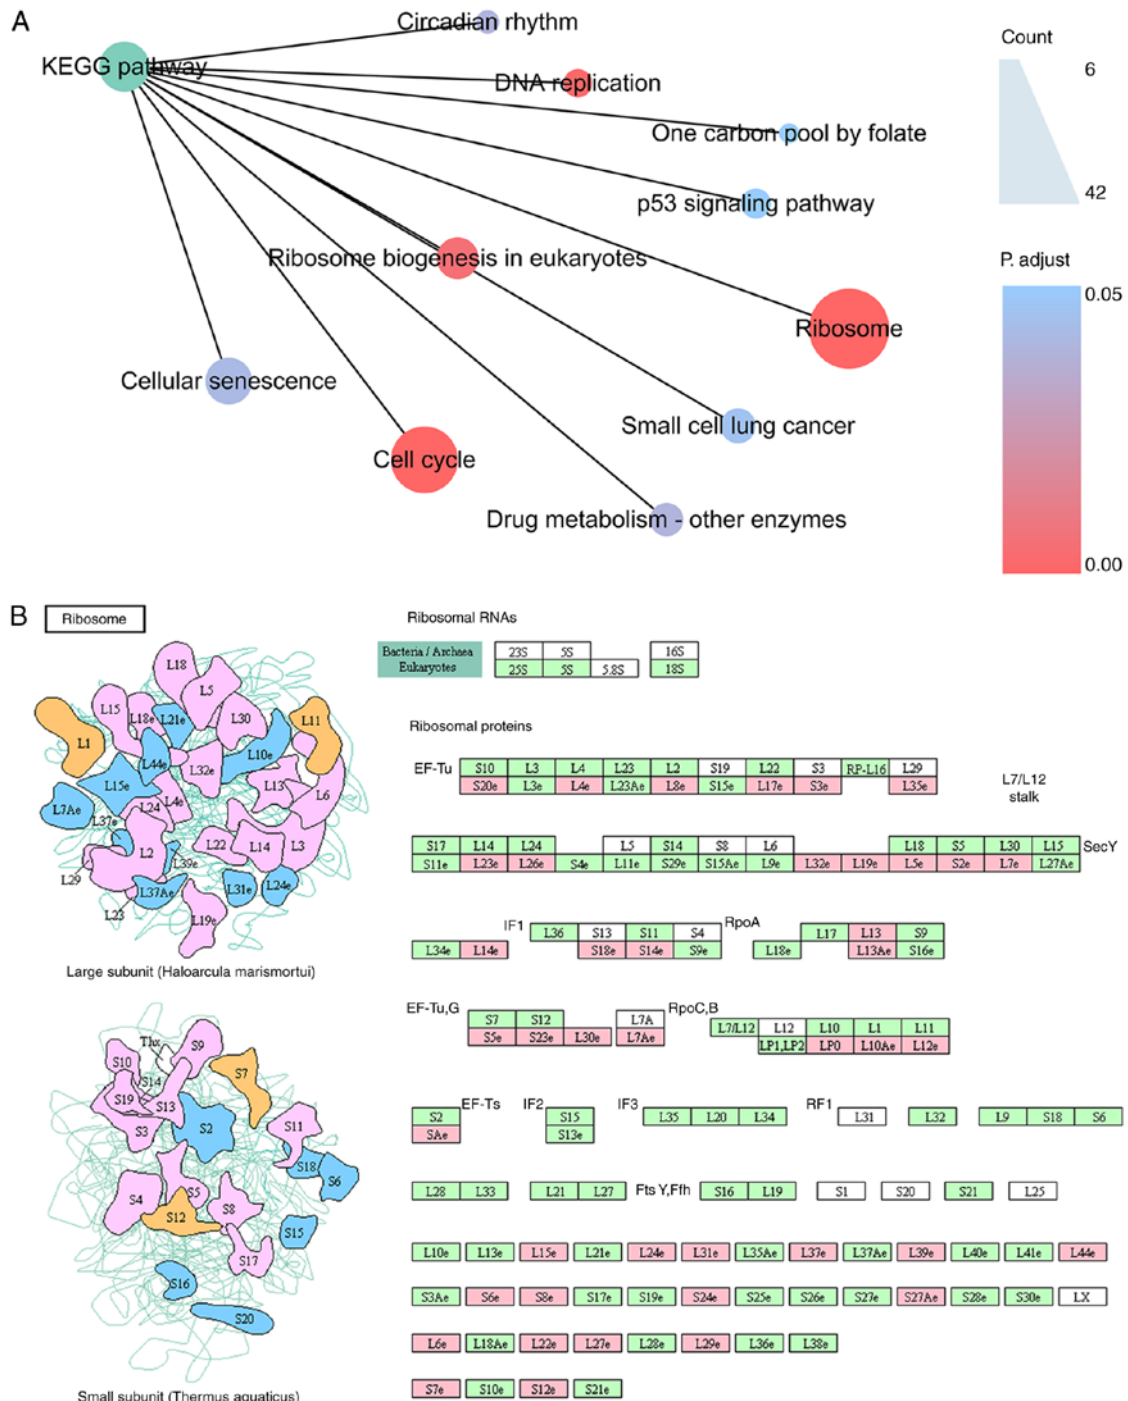 A
Circadian rhythm
KEGG pathway
DNA replication
One carbon pool by folate
p53 signaling pathway
Ribosome biogenesis in eukaryotes
Ribosome
Cellular senescence
Small cell lung cancer
Cell cycle
Drug metabolism - other enzymes
Count
6
42
P. adjust
0.05
0.00
B
Ribosome
L18
L5
L15
L18e
L21e
L30
L11
L1
L44e
L10e
L32e
L15e
L13
L6
L7Ae
L24
L4e
L37e
L2
L22
L14
L3
L39e
L29
L37Ae
L31e
L24e
L23
L19e
Large subunit (Haloarcula marismortui)
Thx
S9
S10
S7
S14
S19
S13
S3
S2
S11
S18
S6
S4
S5
S8
S12
S15
S17
S16
S20
Small subunit (Thermus aquaticus)
Ribosomal RNAs
Bacteria / Archaea 23S 5S 16S
Eukaryotes 25S 5S 5.8S 18S
Ribosomal proteins
EF-Tu S10 L3 L4 L23 L2 S19 L22 S3 RP-L16 L29
S20e L3e L4e L23Ae L8e S15e L17e S3e L35e
L7/L12
stalk
S17 L14 L24 L5 S14 S8 L6 L18 S5 L30 L15 SecY
S11e L23e L26e S4e L11e S29e S15Ae L9e L32e L19e L5e S2e L7e L27Ae
IF1 L36 S13 S11 S4 RpoA L17 L13 S9
L34e L14e S18e S14e S9e L18e L13Ae S16e
EF-Tu,G S7 S12 L7A RpoC,B L7/L12 L12 L10 L1 L11
S5e S23e L30e L7Ae LP1,LP2 LP0 L10Ae L12e
S2 EF-Ts IF2 S15 IF3 L35 L20 L34 RF1 L31 L32 L9 S18 S6
SAe S13e
L28 L33 L21 L27 Fts Y,Ffh S16 L19 S1 S20 S21 L25
L10e L13e L15e L21e L24e L31e L35Ae L37e L37Ae L39e L40e L41e L44e
S3Ae S6e S8e S17e S19e S24e S25e S26e S27e S27Ae S28e S30e LX
L6e L18Ae L22e L27e L28e L29e L36e L38e
S7e S10e S12e S21e